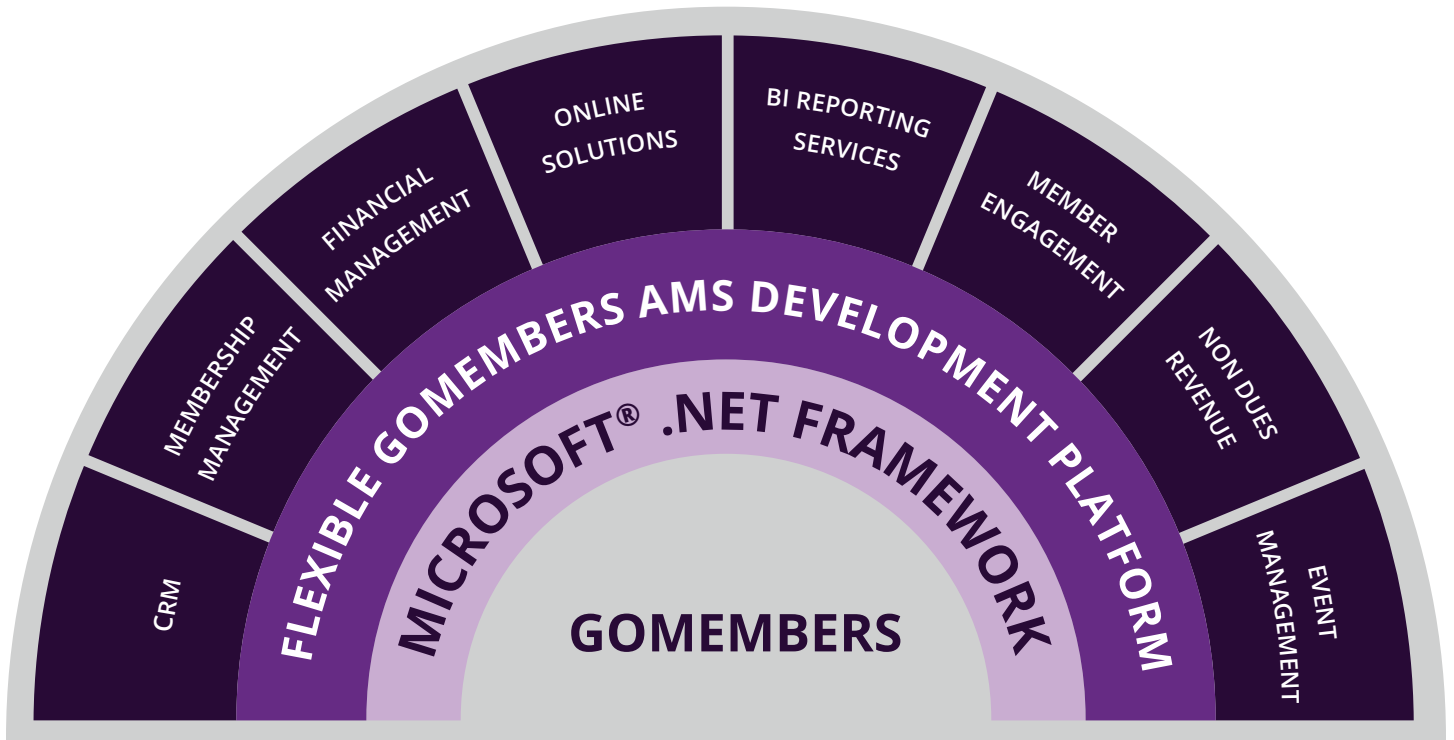 CRM
MEMBERSHIP
MANAGEMENT
FINANCIAL
MANAGEMENT
ONLINE
SOLUTIONS
BI REPORTING
SERVICES
MEMBER
ENGAGEMENT
NON DUES
REVENUE
EVENT
MANAGEMENT
FLEXIBLE GOMEMBERS AMS DEVELOPMENT PLATFORM
MICROSOFT® .NET FRAMEWORK
GOMEMBERS